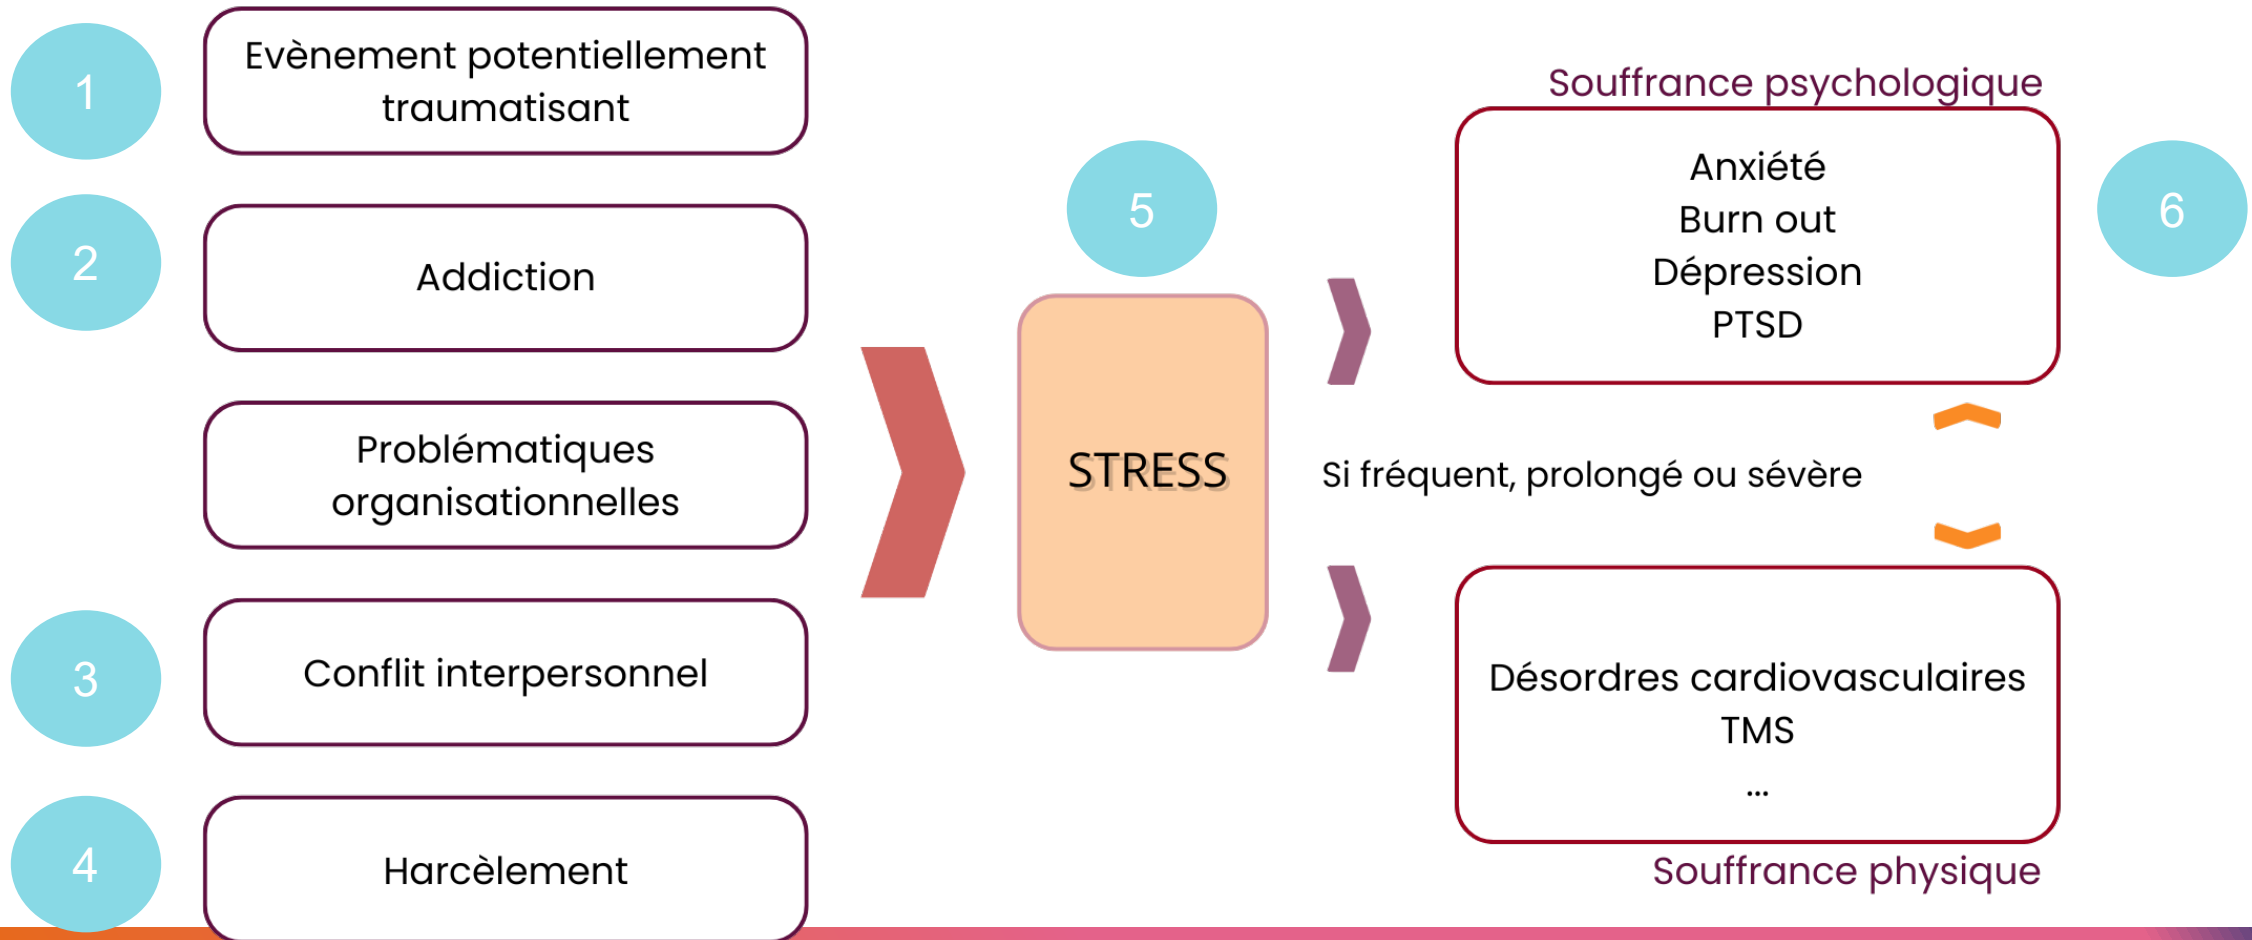 1
Evènement potentiellement
traumatisant
2
Addiction
Problématiques
organisationnelles
3
Conflit interpersonnel
4
Harcèlement
5
STRESS
Souffrance psychologique
Anxiété
Burn out
Dépression
PTSD
6
Si fréquent, prolongé ou sévère
Désordres cardiovasculaires
TMS
...
Souffrance physique